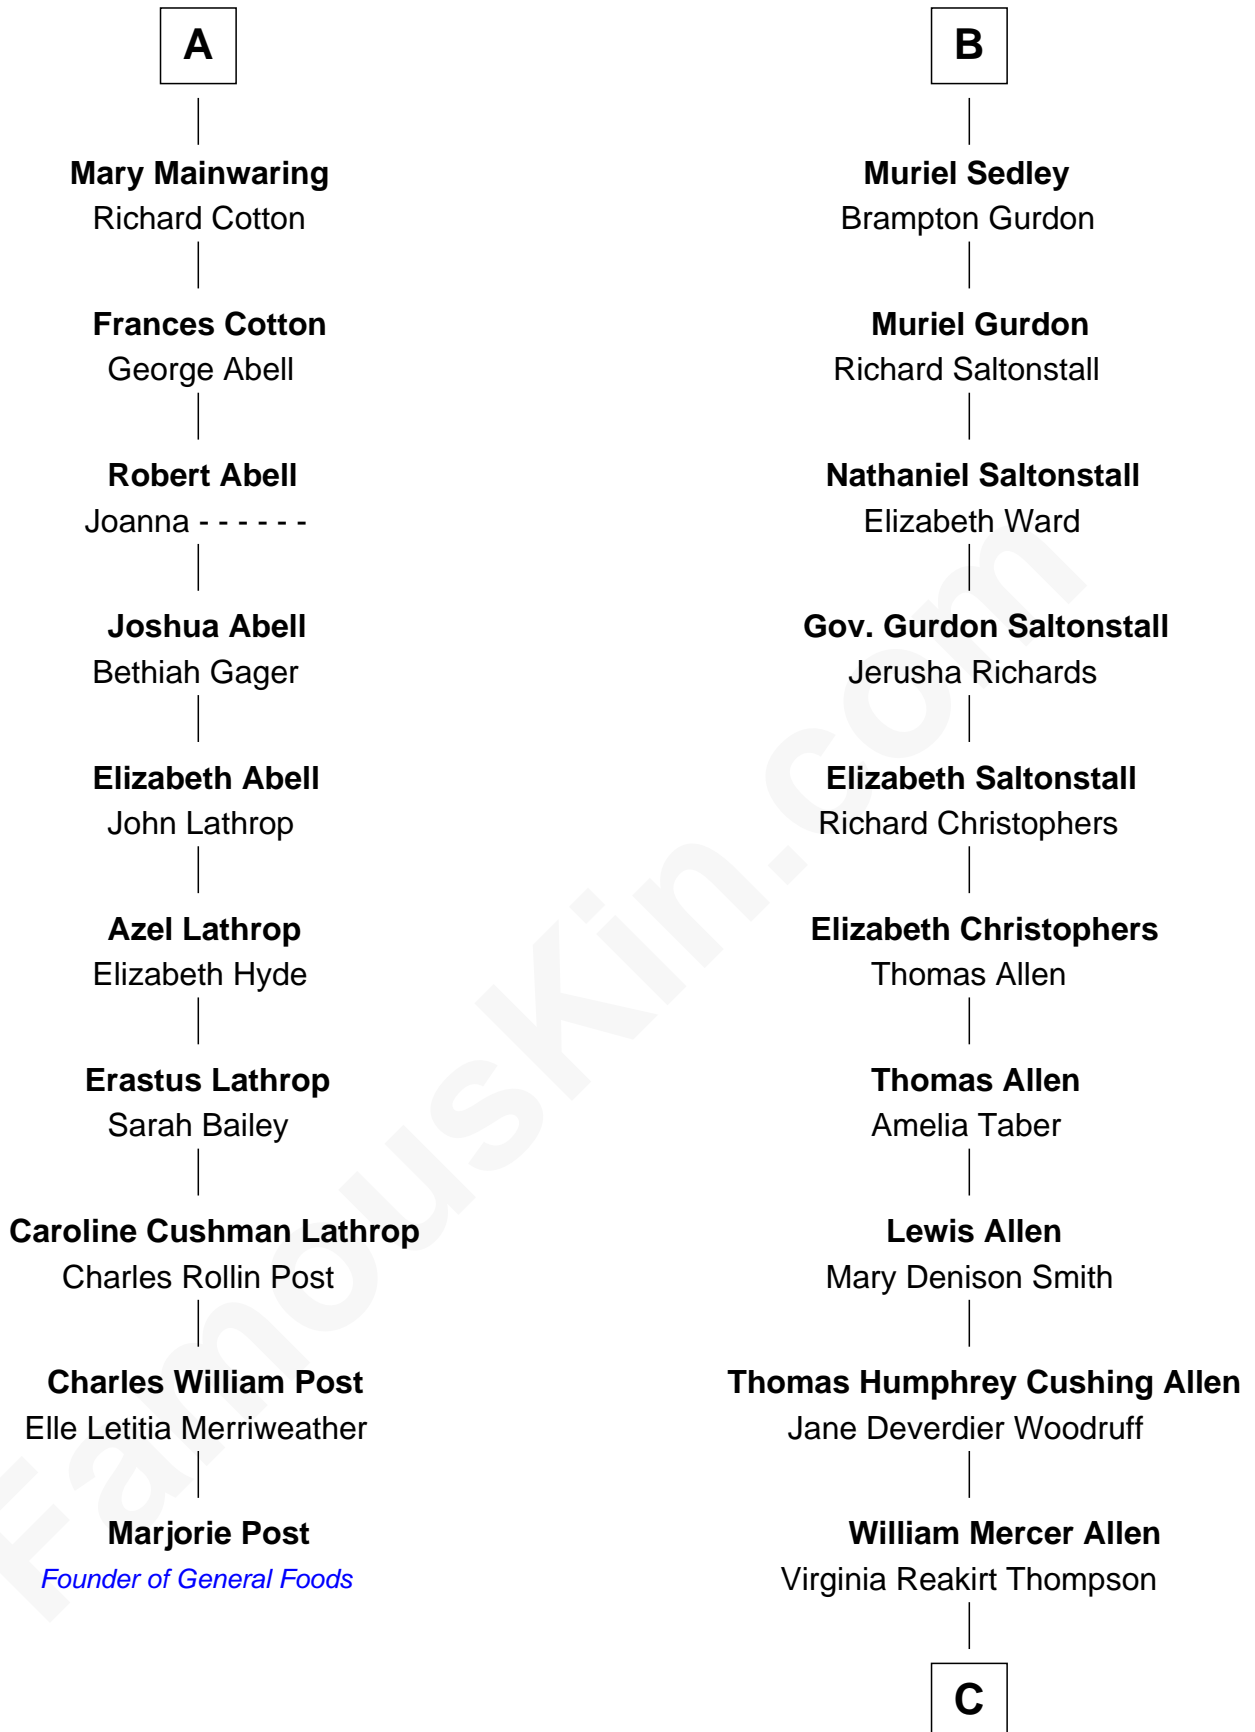 A
Mary Mainwaring
Richard Cotton
Frances Cotton
George Abell
Robert Abell
Joanna - - - - - -
Joshua Abell
Bethiah Gager
Elizabeth Abell
John Lathrop
Azel Lathrop
Elizabeth Hyde
Erastus Lathrop
Sarah Bailey
Caroline Cushman Lathrop
Charles Rollin Post
Charles William Post
Elle Letitia Merriweather
Marjorie Post
Founder of General Foods
B
Muriel Sedley
Brampton Gurdon
Muriel Gurdon
Richard Saltonstall
Nathaniel Saltonstall
Elizabeth Ward
Gov. Gurdon Saltonstall
Jerusha Richards
Elizabeth Saltonstall
Richard Christophers
Elizabeth Christophers
Thomas Allen
Thomas Allen
Amelia Taber
Lewis Allen
Mary Denison Smith
Thomas Humphrey Cushing Allen
Jane Deverdier Woodruff
William Mercer Allen
Virginia Reakirt Thompson
C
FamousKin.com